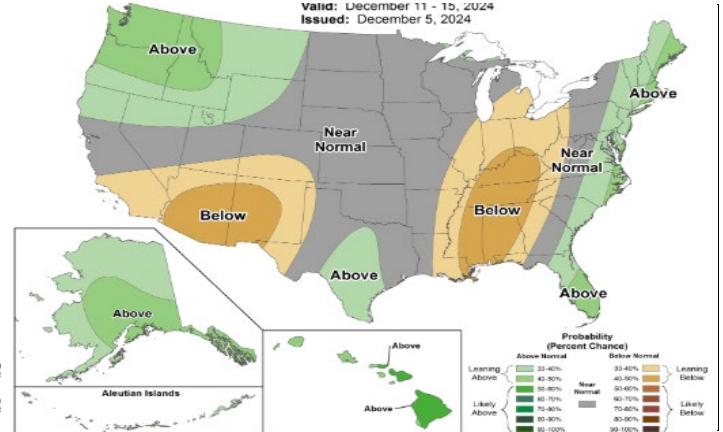 Valid: December 11 - 15, 2024
Issued: December 5, 2024
Above
Above
Near
Normal
Near
Normal
Below
Below
Above
Above
Above
Above
Above
Aleutian Islands
Probability
(Percent Chance)
Above Normal
Below Normal
Leaning
Above
33-40%
40-50%
50-60%
60-70%
70-80%
80-90%
90-100%
Likely
Above
Near
Normal
33-40%
40-50%
50-60%
60-70%
70-80%
80-90%
90-100%
Leaning
Below
Likely
Below